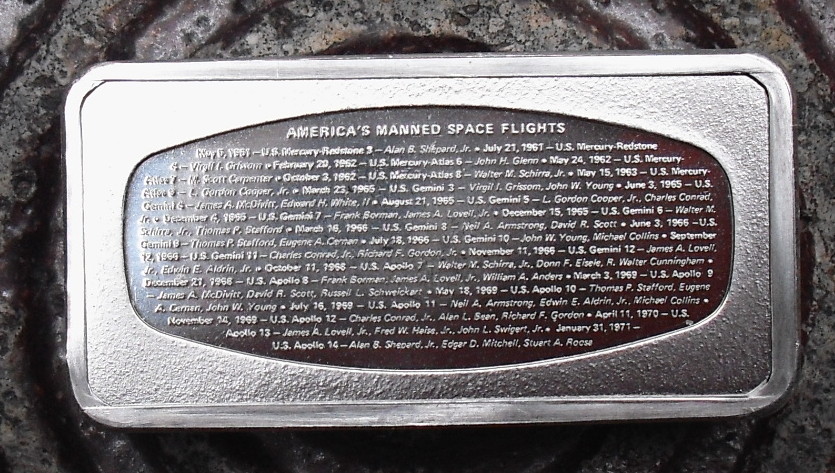 AMERICA'S MANNED SPACE FLIGHTS
May 5, 1961 – U.S. Mercury-Redstone 3 – Alan B. Shepard, Jr. • July 21, 1961 – U.S. Mercury-Redstone
4 – Virgil I. Grissom • February 20, 1962 – U.S. Mercury-Atlas 6 – John H. Glenn • May 24, 1962 – U.S. Mercury-
Atlas 7 – M. Scott Carpenter • October 3, 1962 – U.S. Mercury-Atlas 8 – Walter M. Schirra, Jr. • May 15, 1963 – U.S. Mercury-
Atlas 9 – L. Gordon Cooper, Jr. • March 23, 1965 – U.S. Gemini 3 – Virgil I. Grissom, John W. Young • June 3, 1965 – U.S.
Gemini 4 – James A. McDivitt, Edward H. White, II • August 21, 1965 – U.S. Gemini 5 – L. Gordon Cooper, Jr., Charles Conrad,
Jr. • December 4, 1965 – U.S. Gemini 7 – Frank Borman, James A. Lovell, Jr. • December 15, 1965 – U.S. Gemini 6 – Walter M.
Schirra, Jr., Thomas P. Stafford • March 16, 1966 – U.S. Gemini 8 – Neil A. Armstrong, David R. Scott • June 3, 1966 – U.S.
Gemini 9 – Thomas P. Stafford, Eugene A. Cernan • July 18, 1966 – U.S. Gemini 10 – John W. Young, Michael Collins • September
12, 1966 – U.S. Gemini 11 – Charles Conrad, Jr., Richard F. Gordon, Jr. • November 11, 1966 – U.S. Gemini 12 – James A. Lovell,
Jr., Edwin E. Aldrin, Jr. • October 11, 1968 – U.S. Apollo 7 – Walter M. Schirra, Jr., Donn F. Eisele, R. Walter Cunningham •
December 21, 1968 – U.S. Apollo 8 – Frank Borman, James A. Lovell, Jr., William A. Anders • March 3, 1969 – U.S. Apollo 9
– James A. McDivitt, David R. Scott, Russell L. Schweickart • May 18, 1969 – U.S. Apollo 10 – Thomas P. Stafford, Eugene
A. Cernan, John W. Young • July 16, 1969 – U.S. Apollo 11 – Neil A. Armstrong, Edwin E. Aldrin, Jr., Michael Collins •
November 14, 1969 – U.S. Apollo 12 – Charles Conrad, Jr., Alan L. Bean, Richard F. Gordon • April 11, 1970 – U.S.
Apollo 13 – James A. Lovell, Jr., Fred W. Haise, Jr., John L. Swigert, Jr. • January 31, 1971 –
U.S. Apollo 14 – Alan B. Shepard, Jr., Edgar D. Mitchell, Stuart A. Roosa